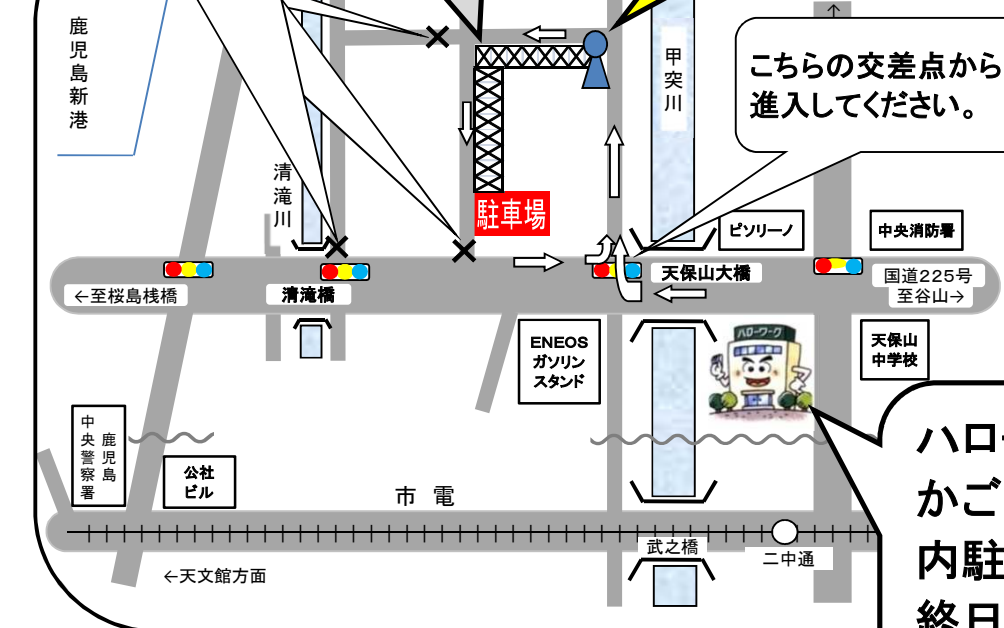 ↑
鹿児島新港
甲突川
こちらの交差点から
進入してください。
清滝川
駐車場
ピソリーノ
中央消防署
天保山大橋
国道225号
至谷山→
←至桜島桟橋
清滝橋
ハローワーク
ENEOS
ガソリン
スタンド
天保山
中学校
鹿児島
中央警察署
公社
ビル
市電
ハロー
かご
内駐
終日
武之橋
二中通
←天文館方面